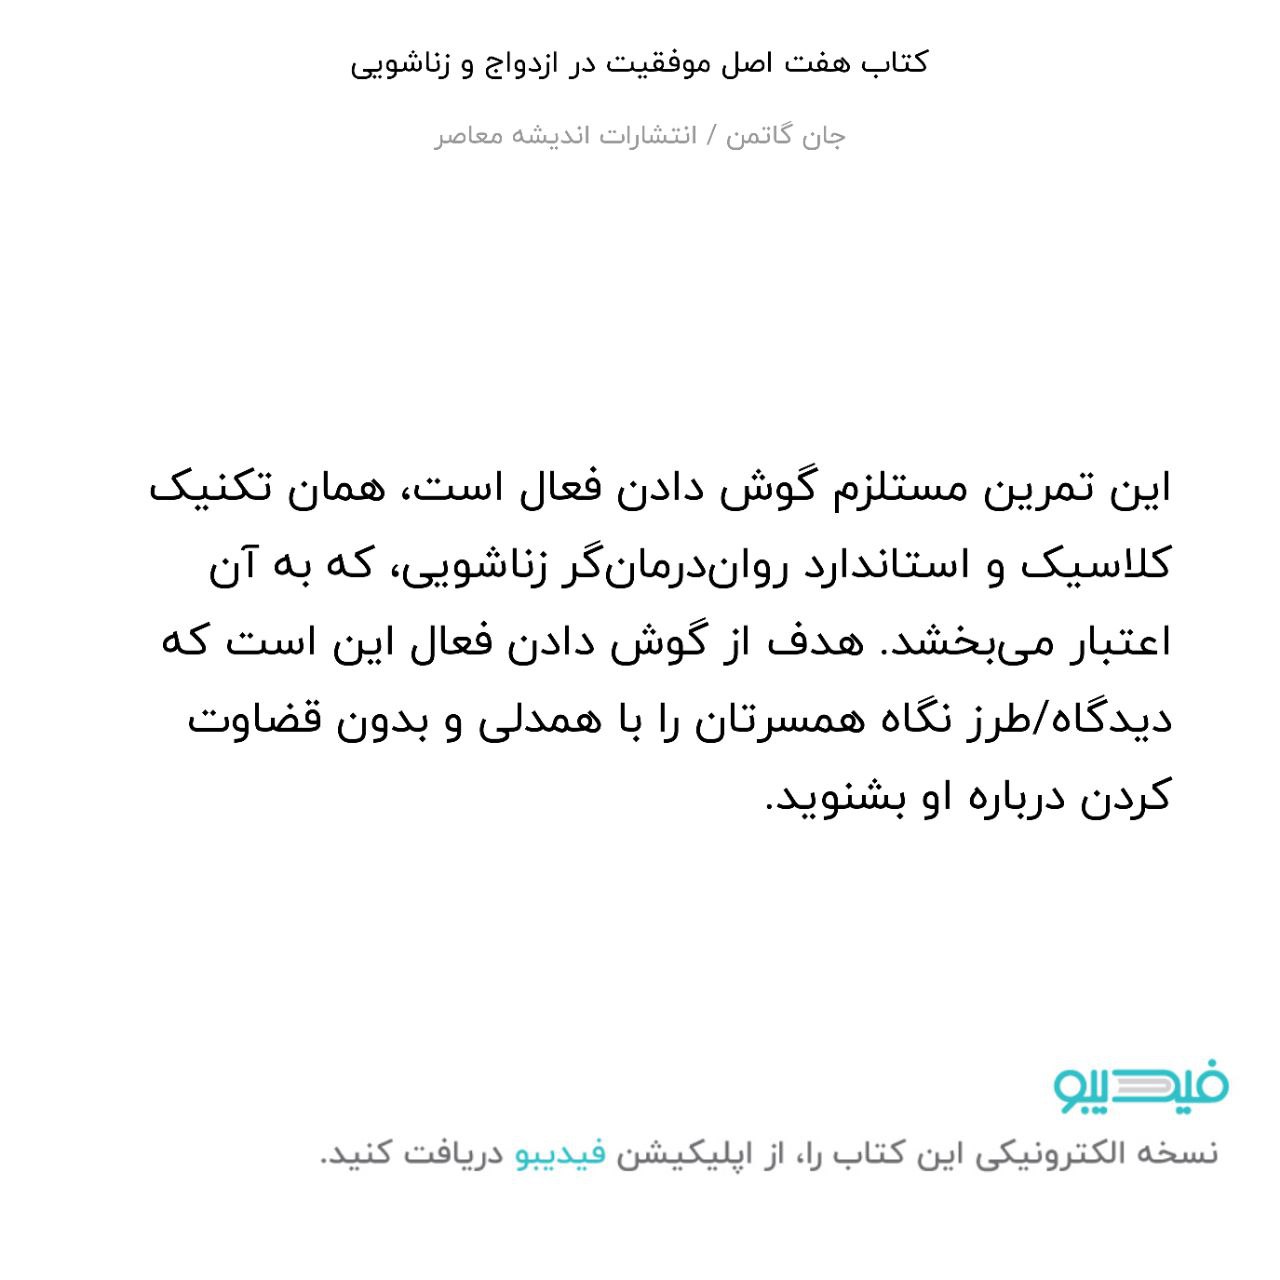 کتاب هفت اصل موفقیت در ازدواج و زناشویی
جان گاتمن / انتشارات اندیشه معاصر
این تمرین مستلزم گوش دادن فعال است، همان تکنیک
کلاسیک و استاندارد روان‌درمان‌گر زناشویی، که به آن
اعتبار می‌بخشد. هدف از گوش دادن فعال این است که
دیدگاه/طرز نگاه همسرتان را با همدلی و بدون قضاوت
کردن درباره او بشنوید.
فیدیبو
نسخه الکترونیکی این کتاب را، از اپلیکیشن فیدیبو دریافت کنید.